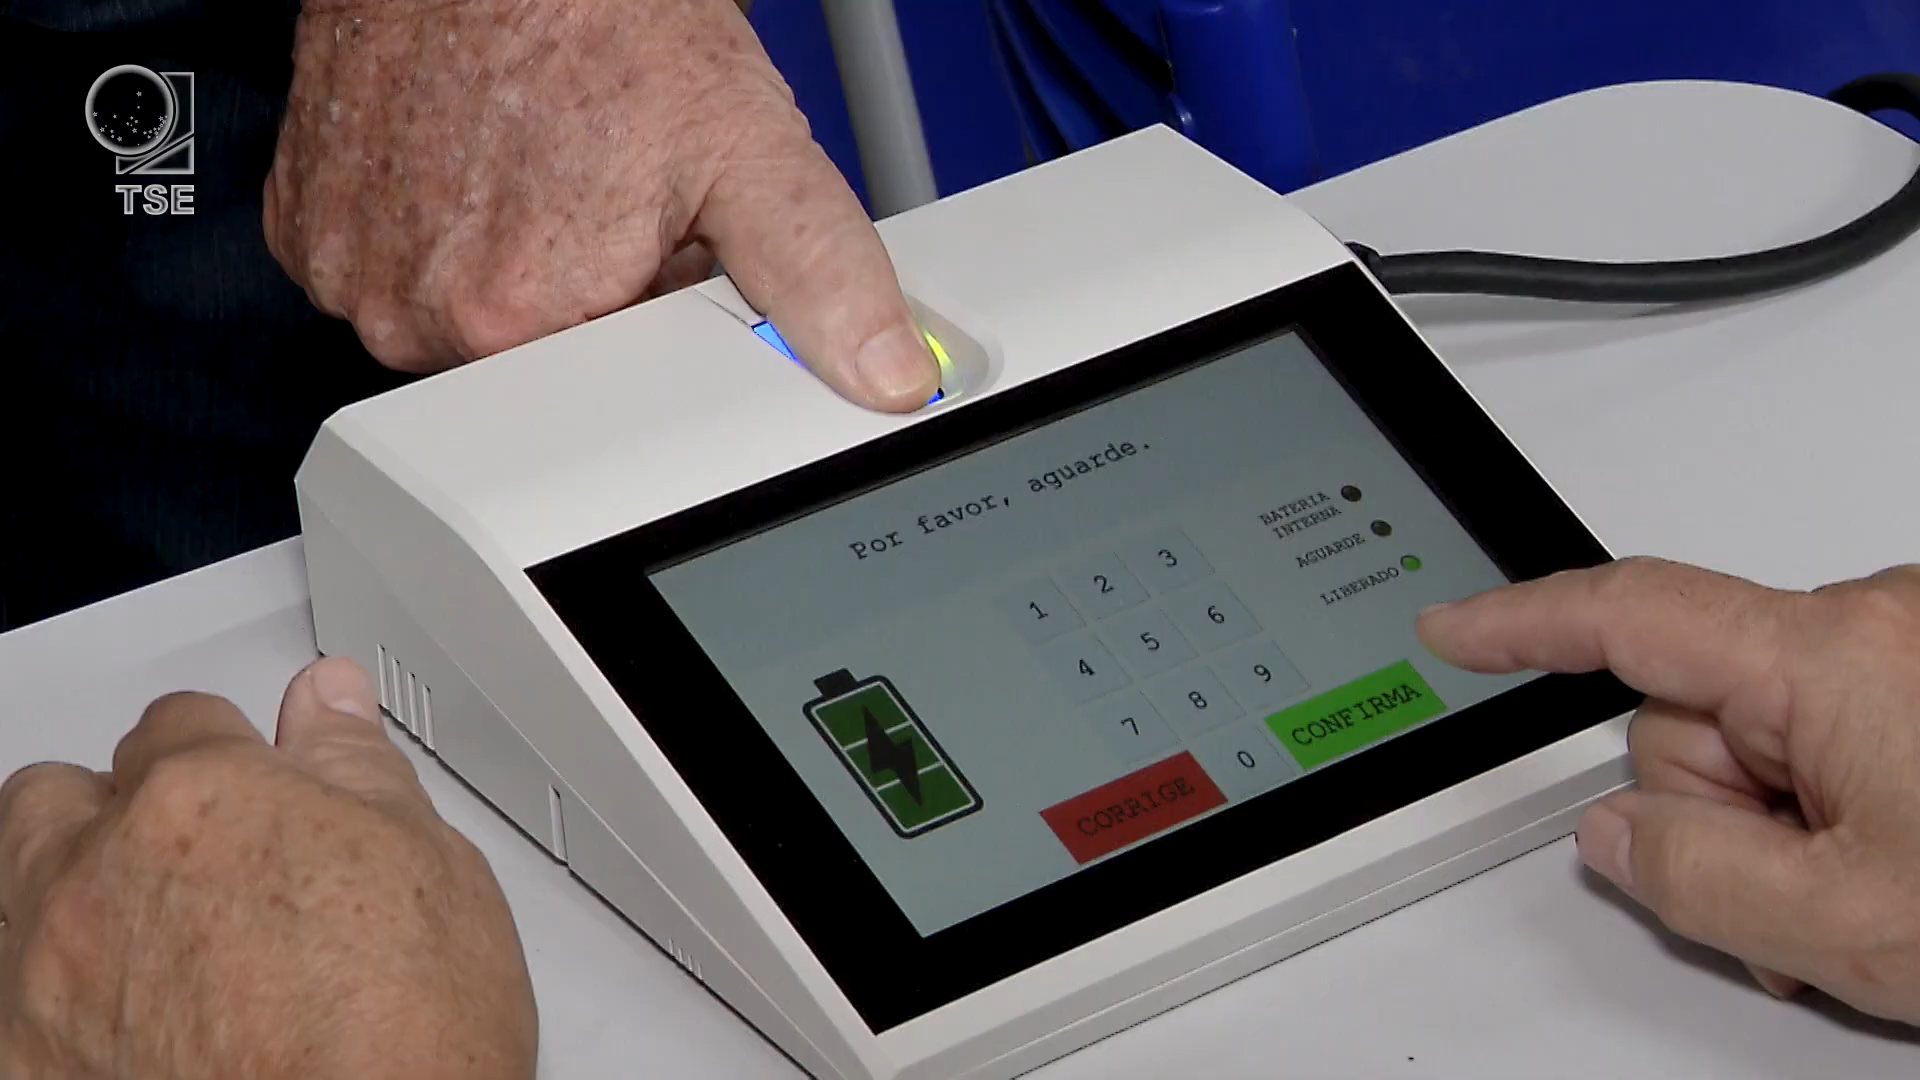 TSE
Por favor, aguarde.
BATERIA
INTERNA
AGUARDE
LIBERADO
1 2 3
4 5 6
7 8 9
CORRIGE 0 CONFIRMA